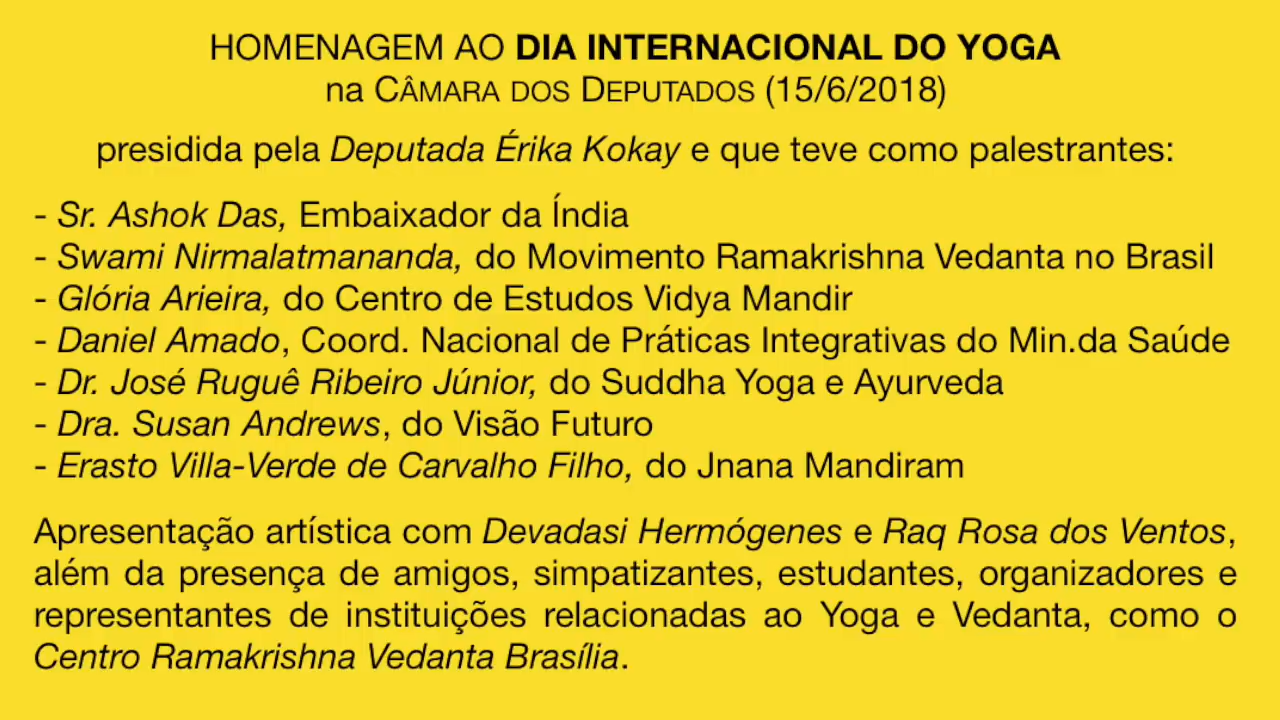 HOMENAGEM AO DIA INTERNACIONAL DO YOGA
na CÂMARA DOS DEPUTADOS (15/6/2018)
presidida pela Deputada Érika Kokay e que teve como palestrantes:
- Sr. Ashok Das, Embaixador da Índia
- Swami Nirmalatmananda, do Movimento Ramakrishna Vedanta no Brasil
- Glória Arieira, do Centro de Estudos Vidya Mandir
- Daniel Amado, Coord. Nacional de Práticas Integrativas do Min.da Saúde
- Dr. José Ruguê Ribeiro Júnior, do Suddha Yoga e Ayurveda
- Dra. Susan Andrews, do Visão Futuro
- Erasto Villa-Verde de Carvalho Filho, do Jnana Mandiram
Apresentação artística com Devadasi Hermógenes e Raq Rosa dos Ventos,
além da presença de amigos, simpatizantes, estudantes, organizadores e
representantes de instituições relacionadas ao Yoga e Vedanta, como o
Centro Ramakrishna Vedanta Brasília.